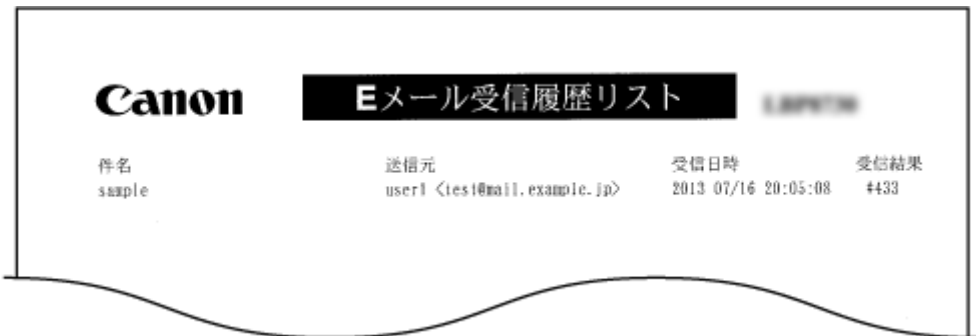 Canon
Eメール受信履歴リスト
件名 送信元 受信日時 受信結果
sample user1 <test@mail.example.jp> 2013 07/16 20:05:08 #433